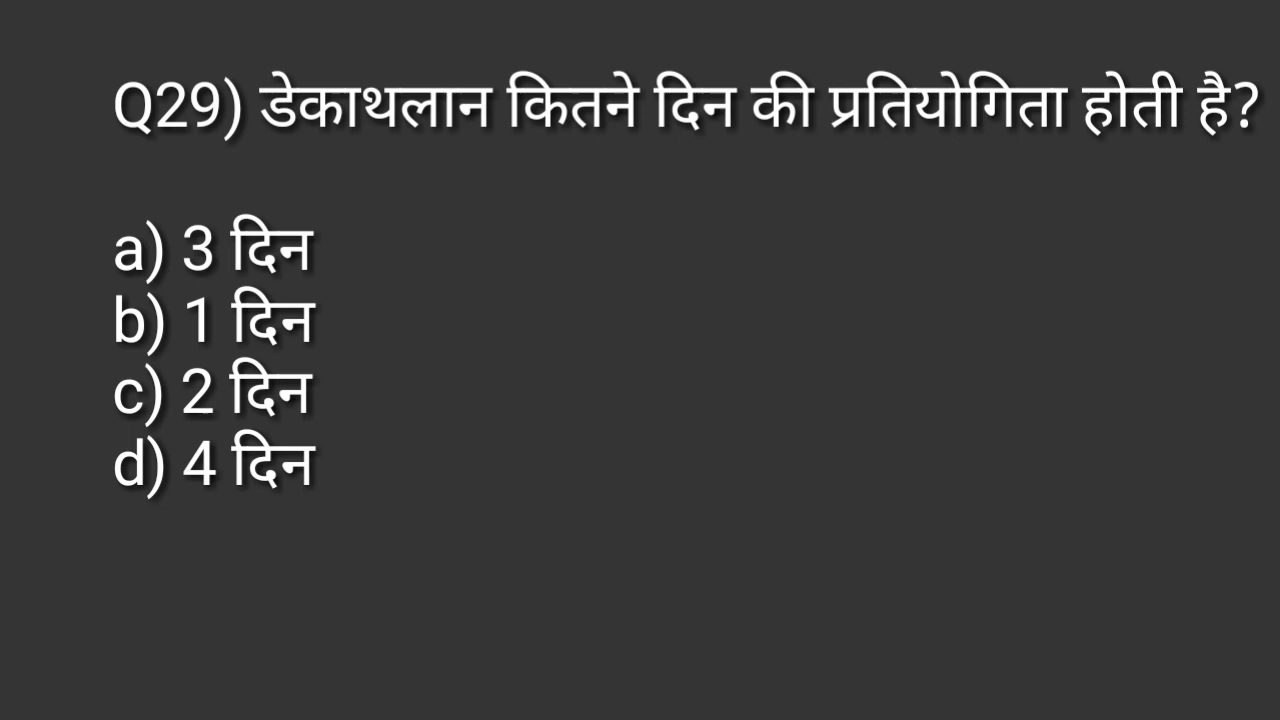 Q29) डेकाथलान कितने दिन की प्रतियोगिता होती है?
a) 3 दिन
b) 1 दिन
c) 2 दिन
d) 4 दिन